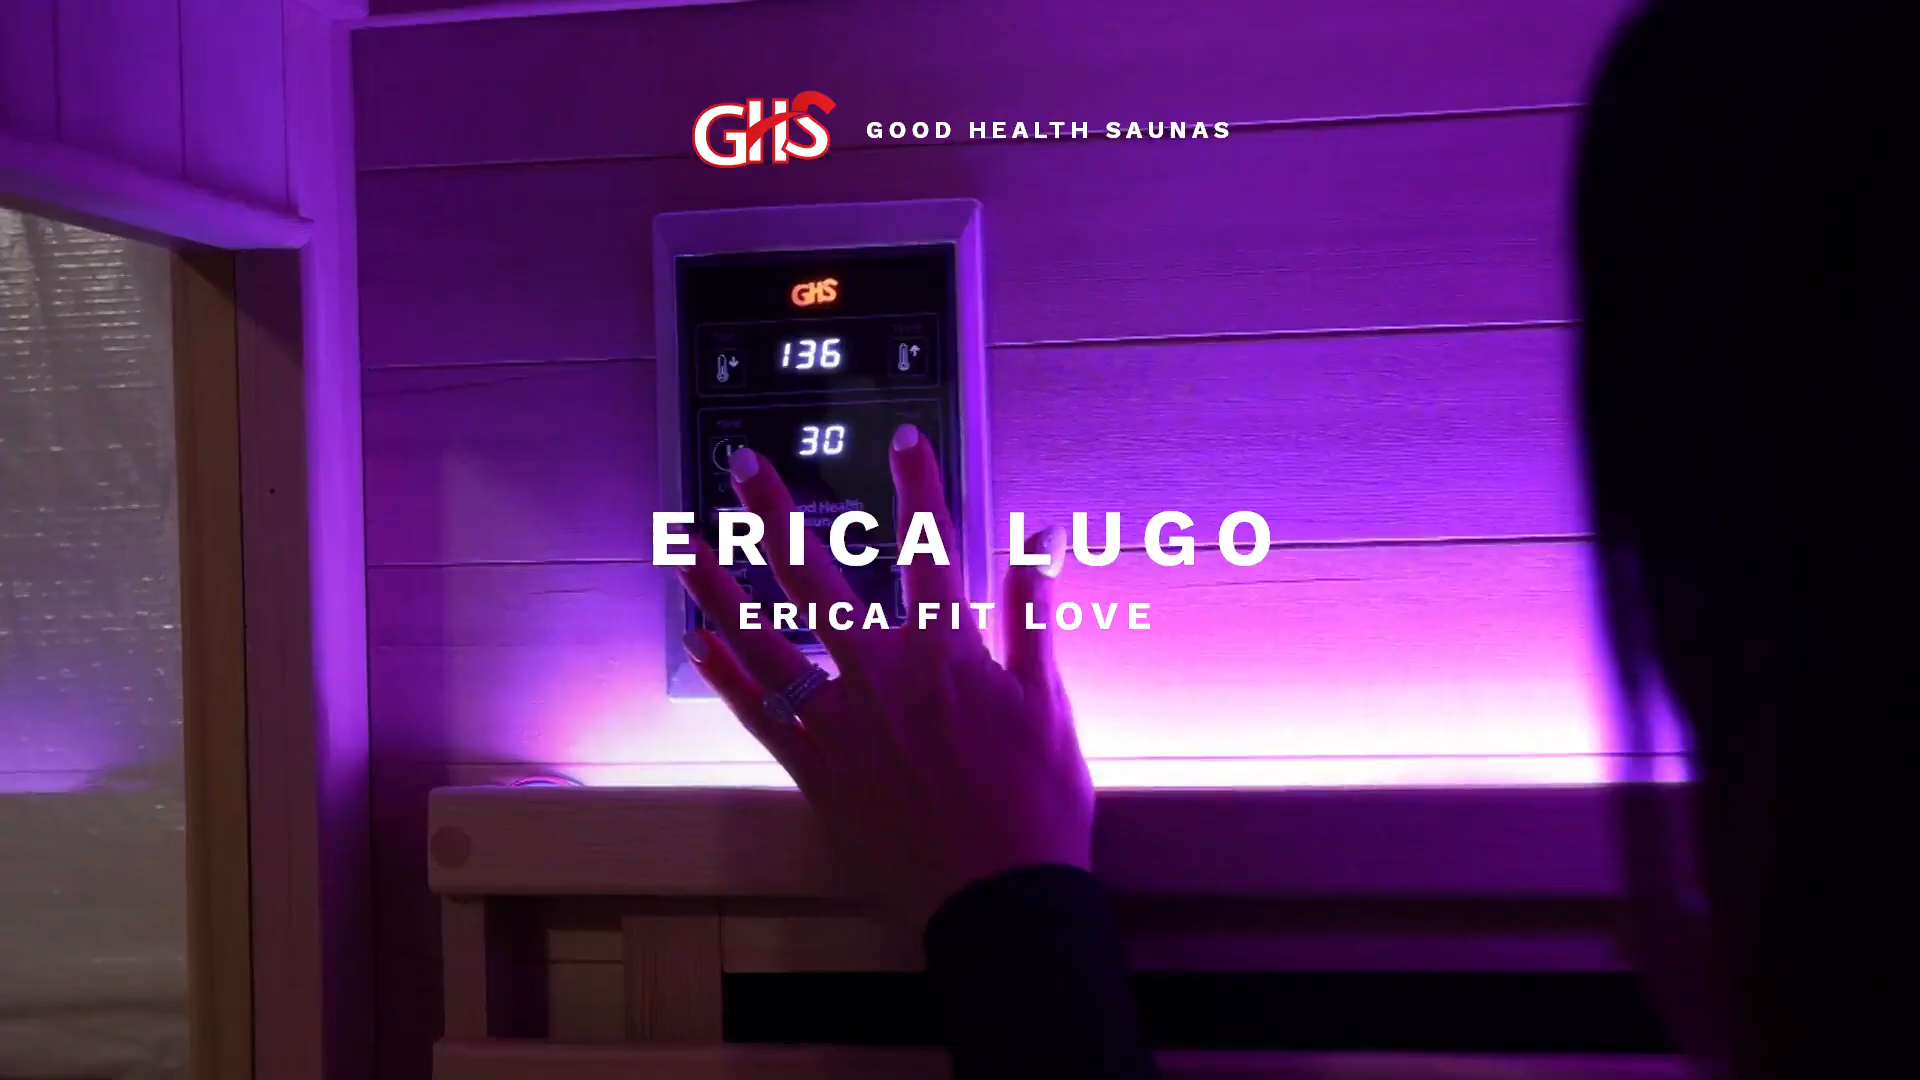 GHS GOOD HEALTH SAUNAS
GHS
136
30
ERICA LUGO
ERICA FIT LOVE